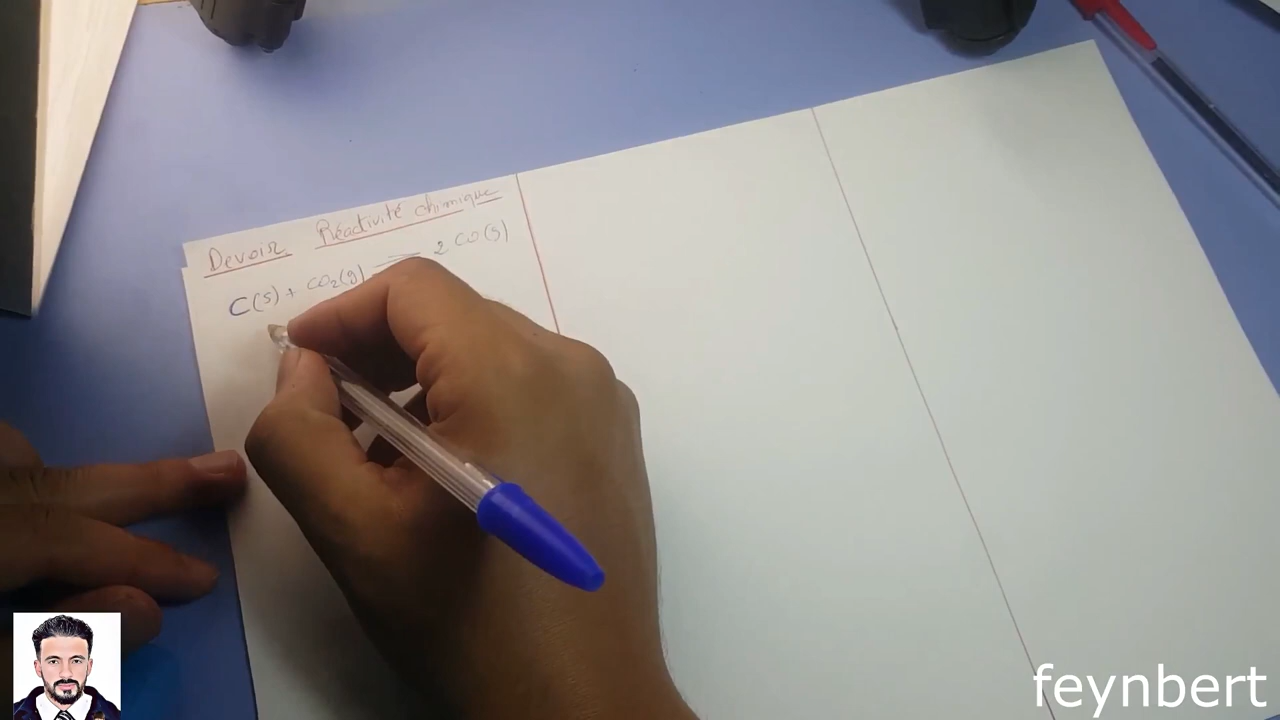 Devoir Réactivité chimique
C(s) + CO2(g) = 2 CO(s)
feynbert